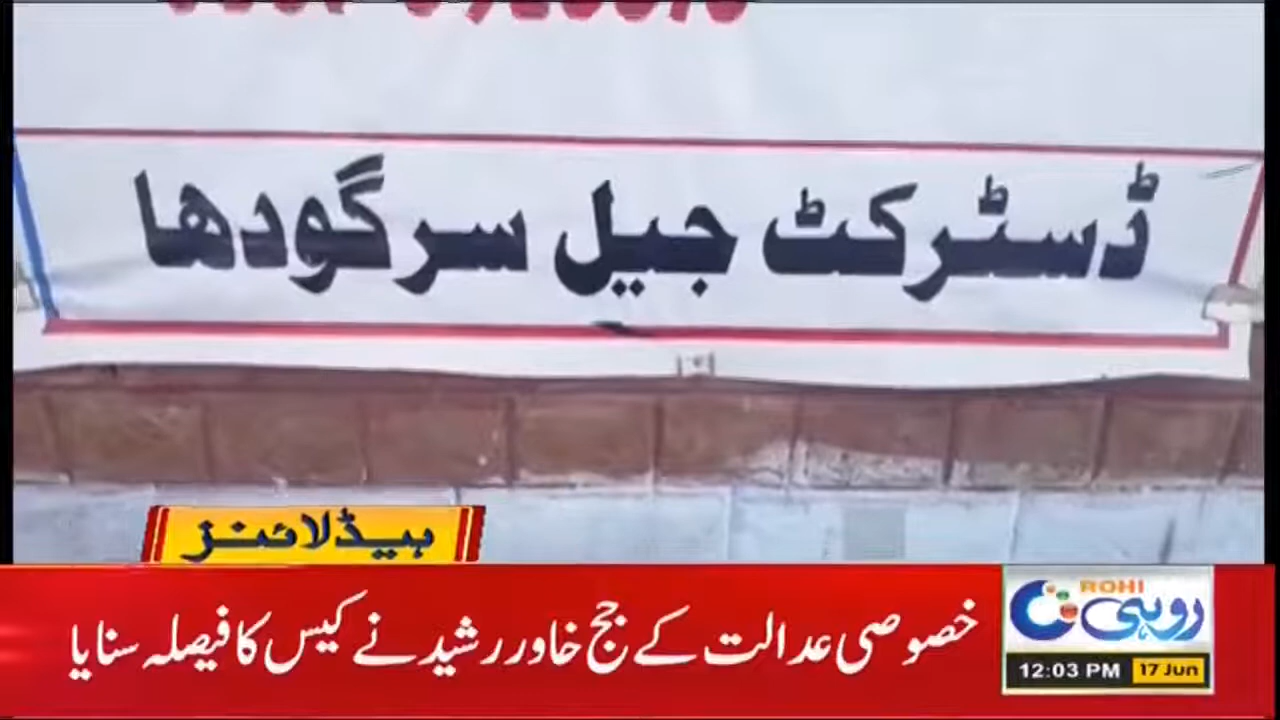 ڈسٹرکٹ جیل سرگودھا
ہیڈلائنز
خصوصی عدالت کے جج خاور رشید نے کیس کا فیصلہ سنایا
ROHI
روہی
12:03 PM 17 Jun